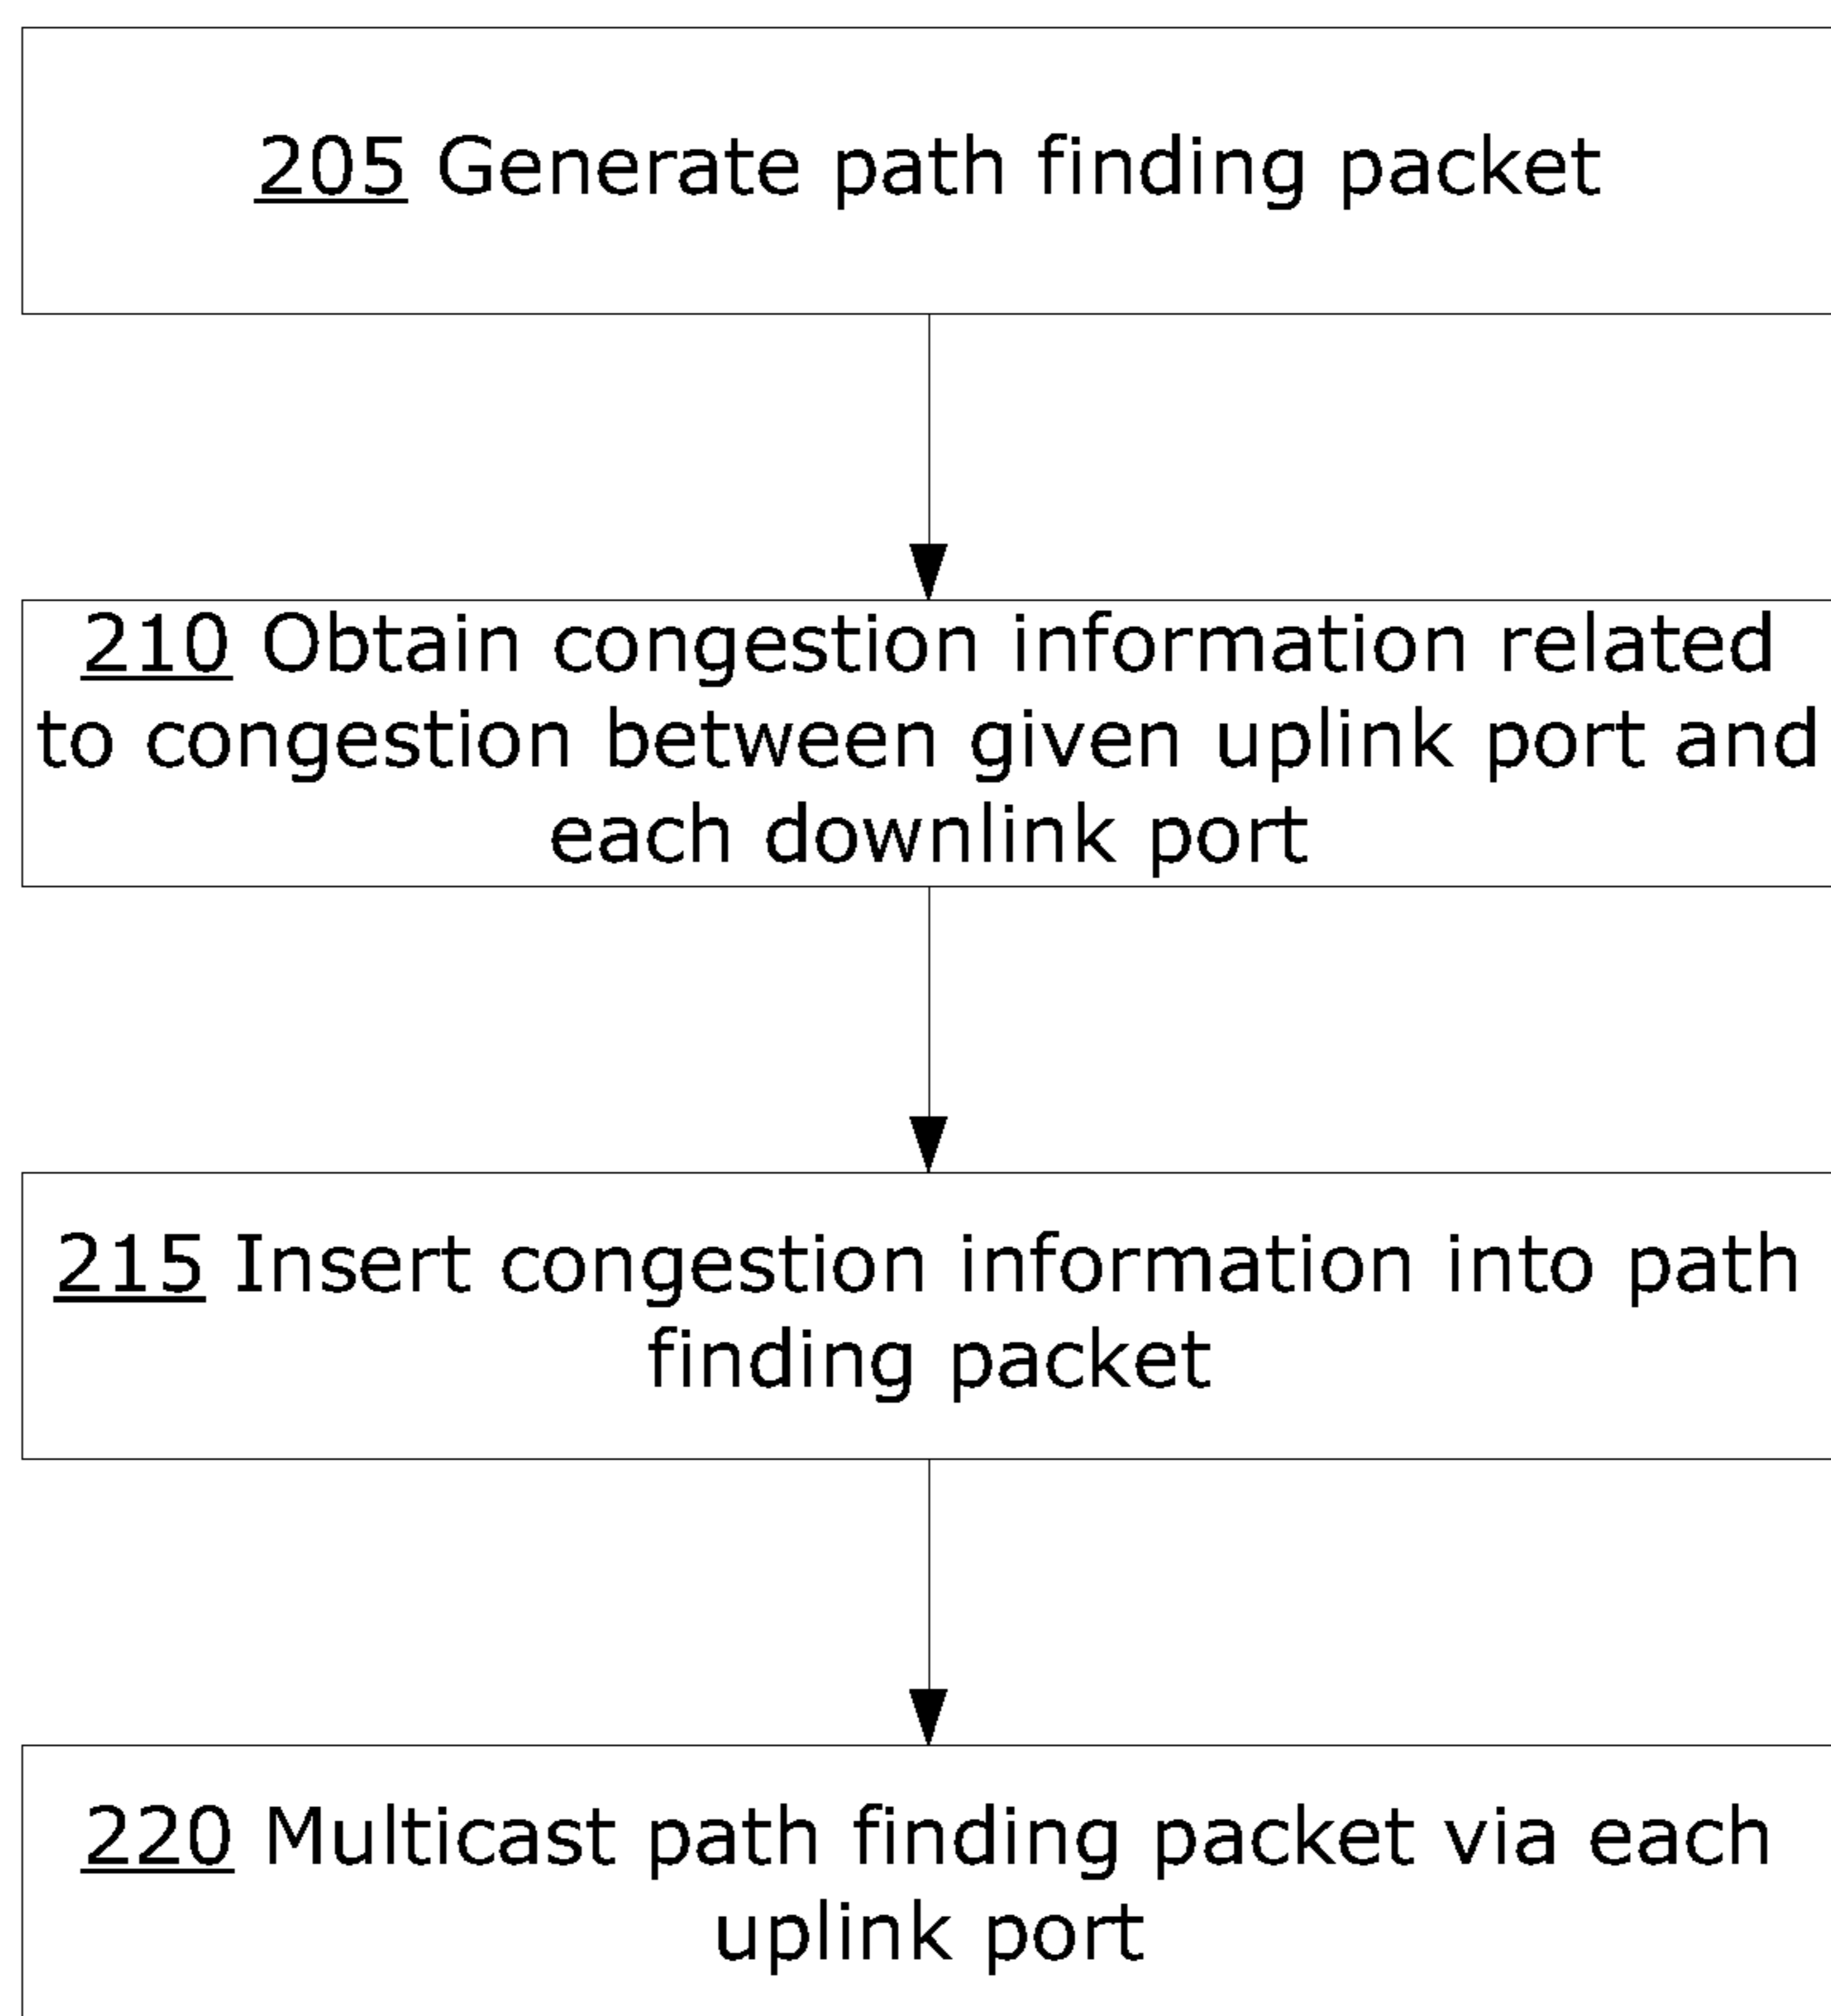 205 Generate path finding packet
210 Obtain congestion information related
to congestion between given uplink port and
each downlink port
215 Insert congestion information into path
finding packet
220 Multicast path finding packet via each
uplink port